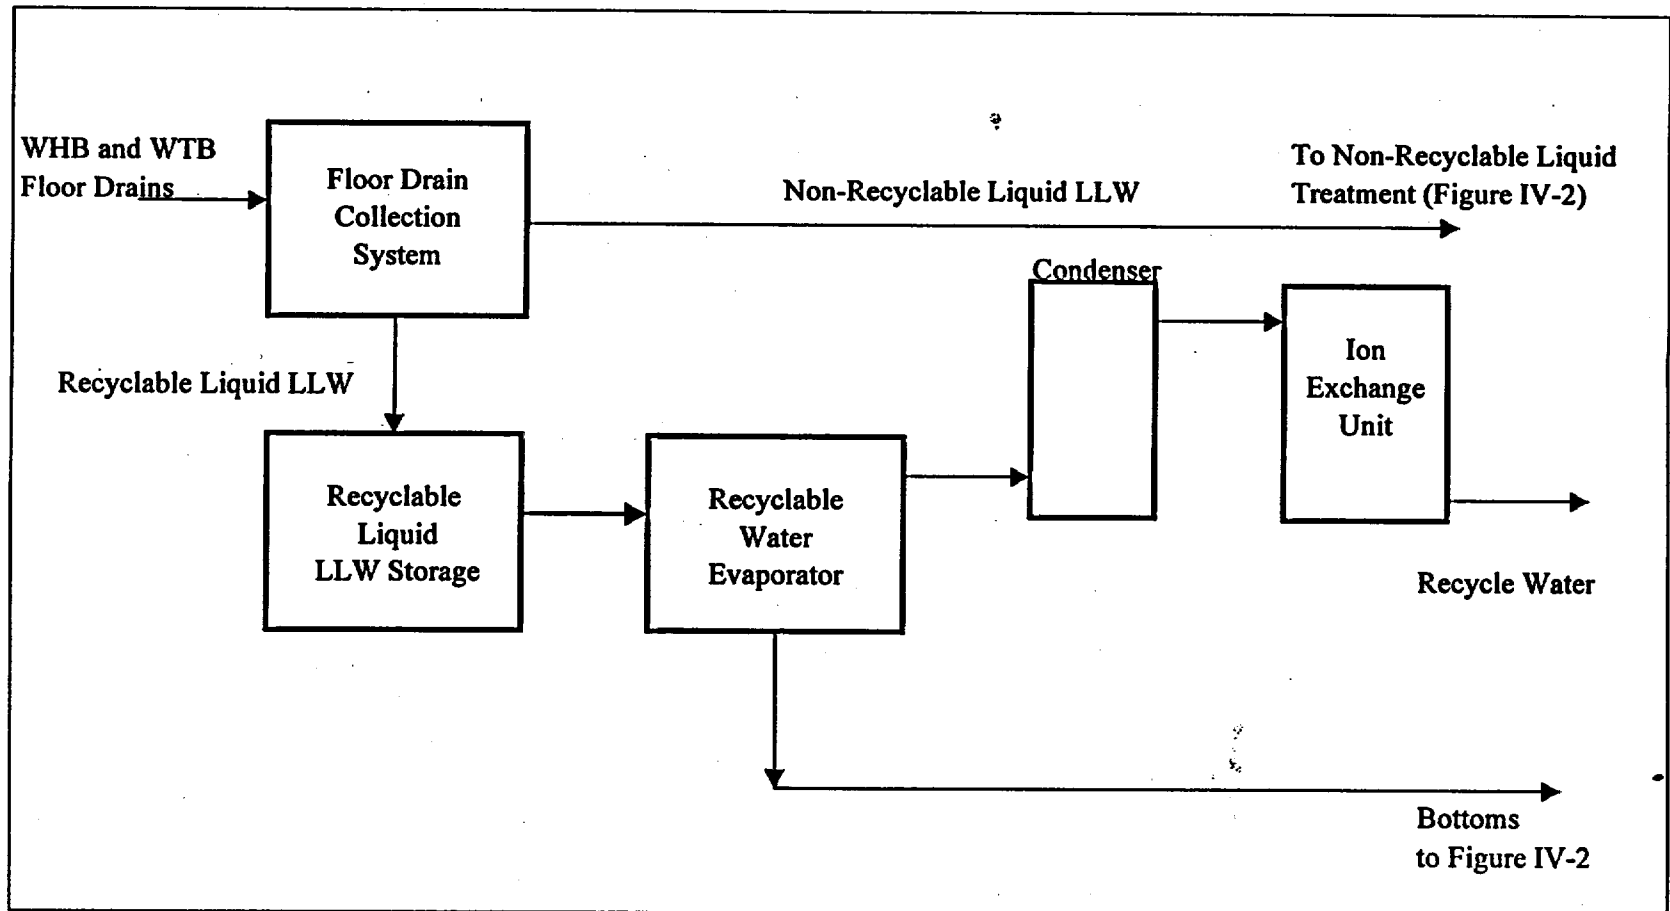 WHB and WTB
Floor Drains
Floor Drain
Collection
System
Non-Recyclable Liquid LLW
To Non-Recyclable Liquid
Treatment (Figure IV-2)
Condenser
Ion
Exchange
Unit
Recyclable Liquid LLW
Recyclable
Liquid
LLW Storage
Recyclable
Water
Evaporator
Recycle Water
Bottoms
to Figure IV-2